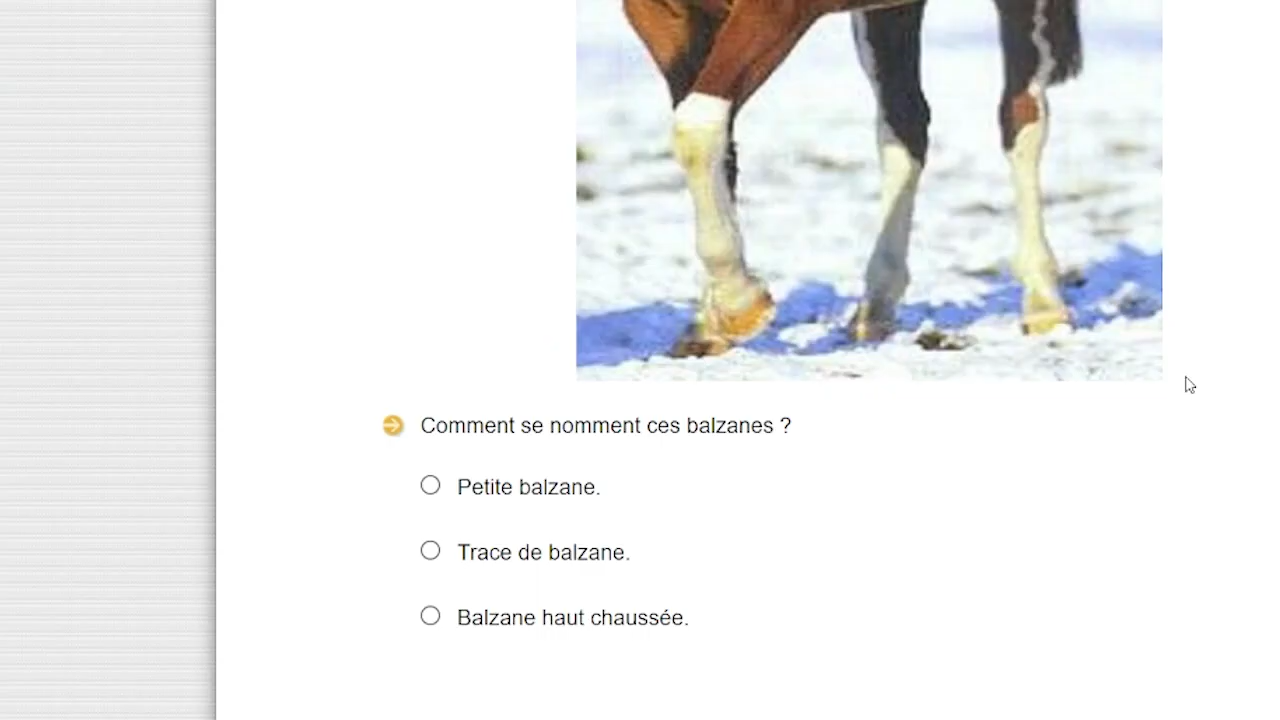 Comment se nomment ces balzanes ?
Petite balzane.
Trace de balzane.
Balzane haut chaussée.